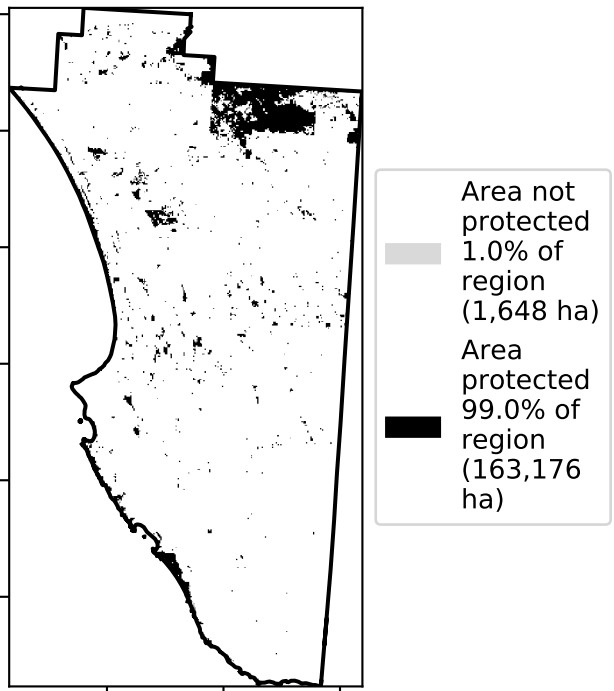 Area not
protected
1.0% of
region
(1,648 ha)
Area
protected
99.0% of
region
(163,176
ha)